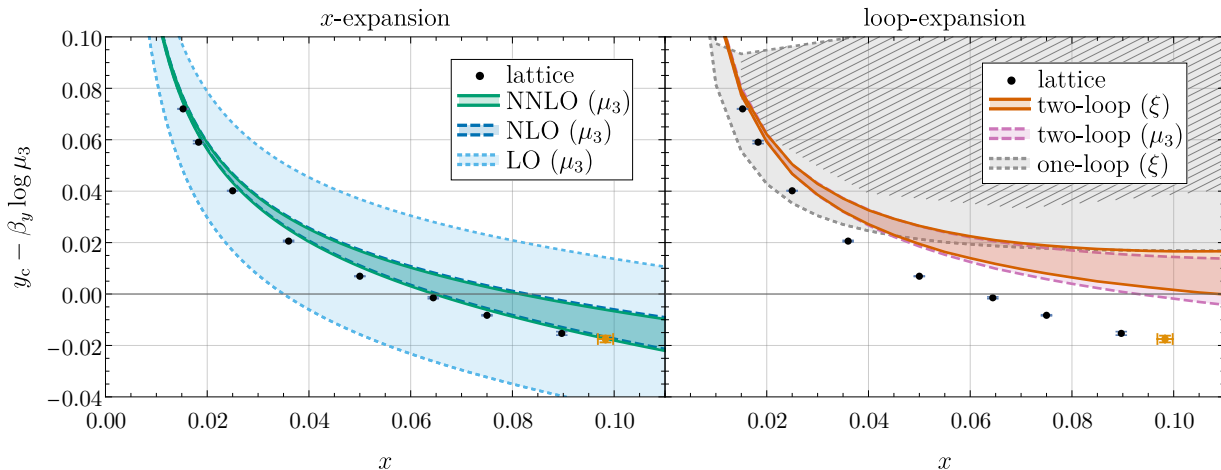 x-expansion
loop-expansion
y_c − β_y log μ_3
0.10
0.08
0.06
0.04
0.02
0.00
−0.02
−0.04
lattice
NNLO (μ_3)
NLO (μ_3)
LO (μ_3)
lattice
two-loop (ξ)
two-loop (μ_3)
one-loop (ξ)
0.00 0.02 0.04 0.06 0.08 0.10
0.02 0.04 0.06 0.08 0.10
x
x